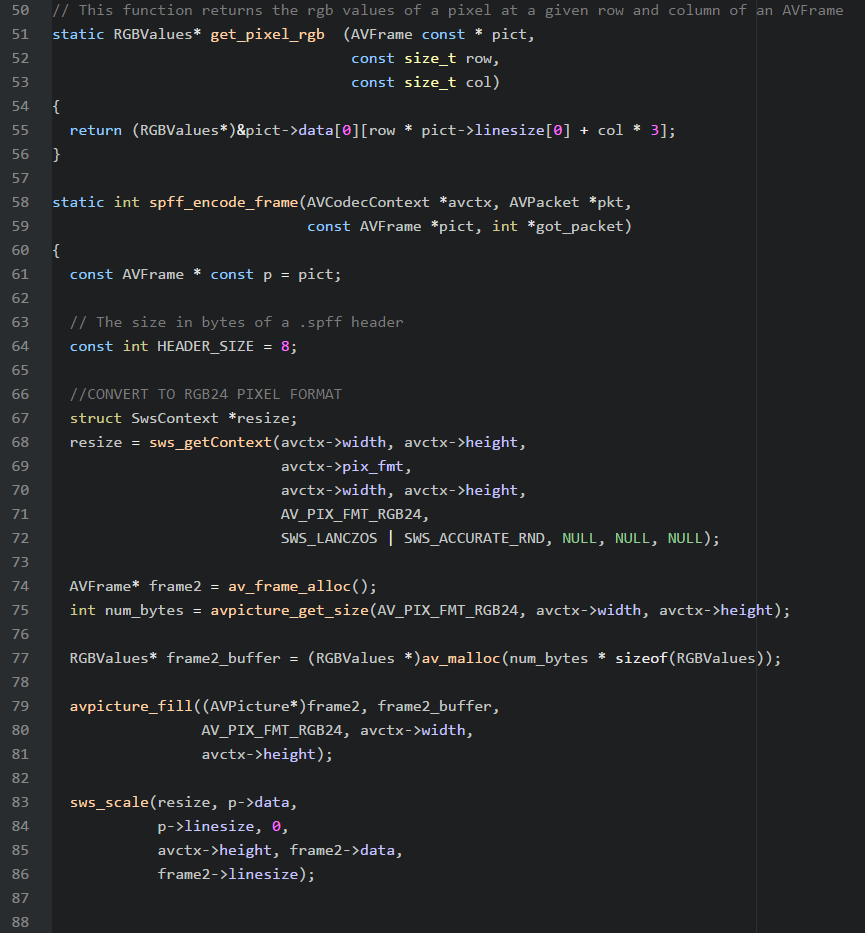 50 // This function returns the rgb values of a pixel at a given row and column of an AVFrame
51 static RGBValues* get_pixel_rgb  (AVFrame const * pict,
52                                   const size_t row,
53                                   const size_t col)
54 {
55   return (RGBValues*)&pict->data[0][row * pict->linesize[0] + col * 3];
56 }
57
58 static int spff_encode_frame(AVCodecContext *avctx, AVPacket *pkt,
59                              const AVFrame *pict, int *got_packet)
60 {
61   const AVFrame * const p = pict;
62
63   // The size in bytes of a .spff header
64   const int HEADER_SIZE = 8;
65
66   //CONVERT TO RGB24 PIXEL FORMAT
67   struct SwsContext *resize;
68   resize = sws_getContext(avctx->width, avctx->height,
69                           avctx->pix_fmt,
70                           avctx->width, avctx->height,
71                           AV_PIX_FMT_RGB24,
72                           SWS_LANCZOS | SWS_ACCURATE_RND, NULL, NULL, NULL);
73
74   AVFrame* frame2 = av_frame_alloc();
75   int num_bytes = avpicture_get_size(AV_PIX_FMT_RGB24, avctx->width, avctx->height);
76
77   RGBValues* frame2_buffer = (RGBValues *)av_malloc(num_bytes * sizeof(RGBValues));
78
79   avpicture_fill((AVPicture*)frame2, frame2_buffer,
80                  AV_PIX_FMT_RGB24, avctx->width,
81                  avctx->height);
82
83   sws_scale(resize, p->data,
84             p->linesize, 0,
85             avctx->height, frame2->data,
86             frame2->linesize);
87
88